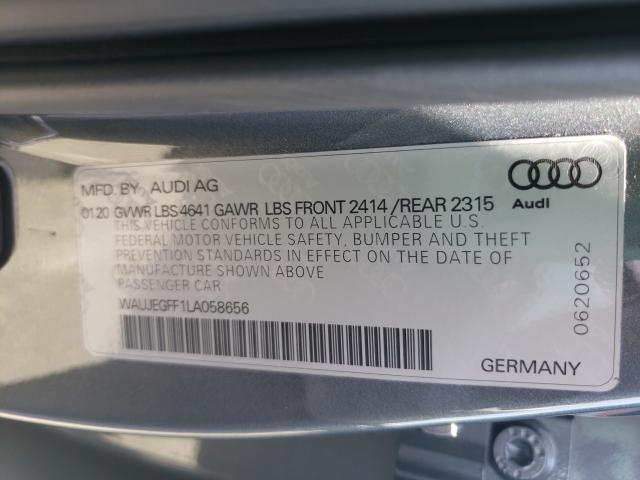 MFD. BY. AUDI AG
0120 GVWR LBS 4641 GAWR LBS FRONT 2414 /REAR 2315
Audi
THIS VEHICLE CONFORMS TO ALL APPLICABLE U.S.
FEDERAL MOTOR VEHICLE SAFETY, BUMPER AND THEFT
PREVENTION STANDARDS IN EFFECT ON THE DATE OF
MANUFACTURE SHOWN ABOVE
PASSENGER CAR
WAUJEGFF1LA058656
0620652
GERMANY